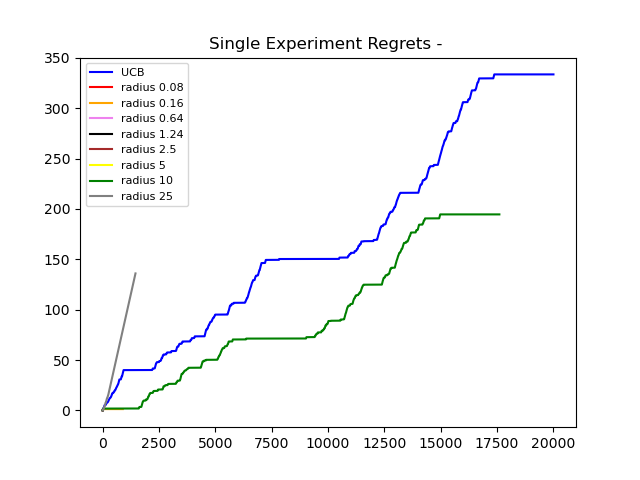 Single Experiment Regrets -
350
300
250
200
150
100
50
0
UCB
radius 0.08
radius 0.16
radius 0.64
radius 1.24
radius 2.5
radius 5
radius 10
radius 25
0 2500 5000 7500 10000 12500 15000 17500 20000